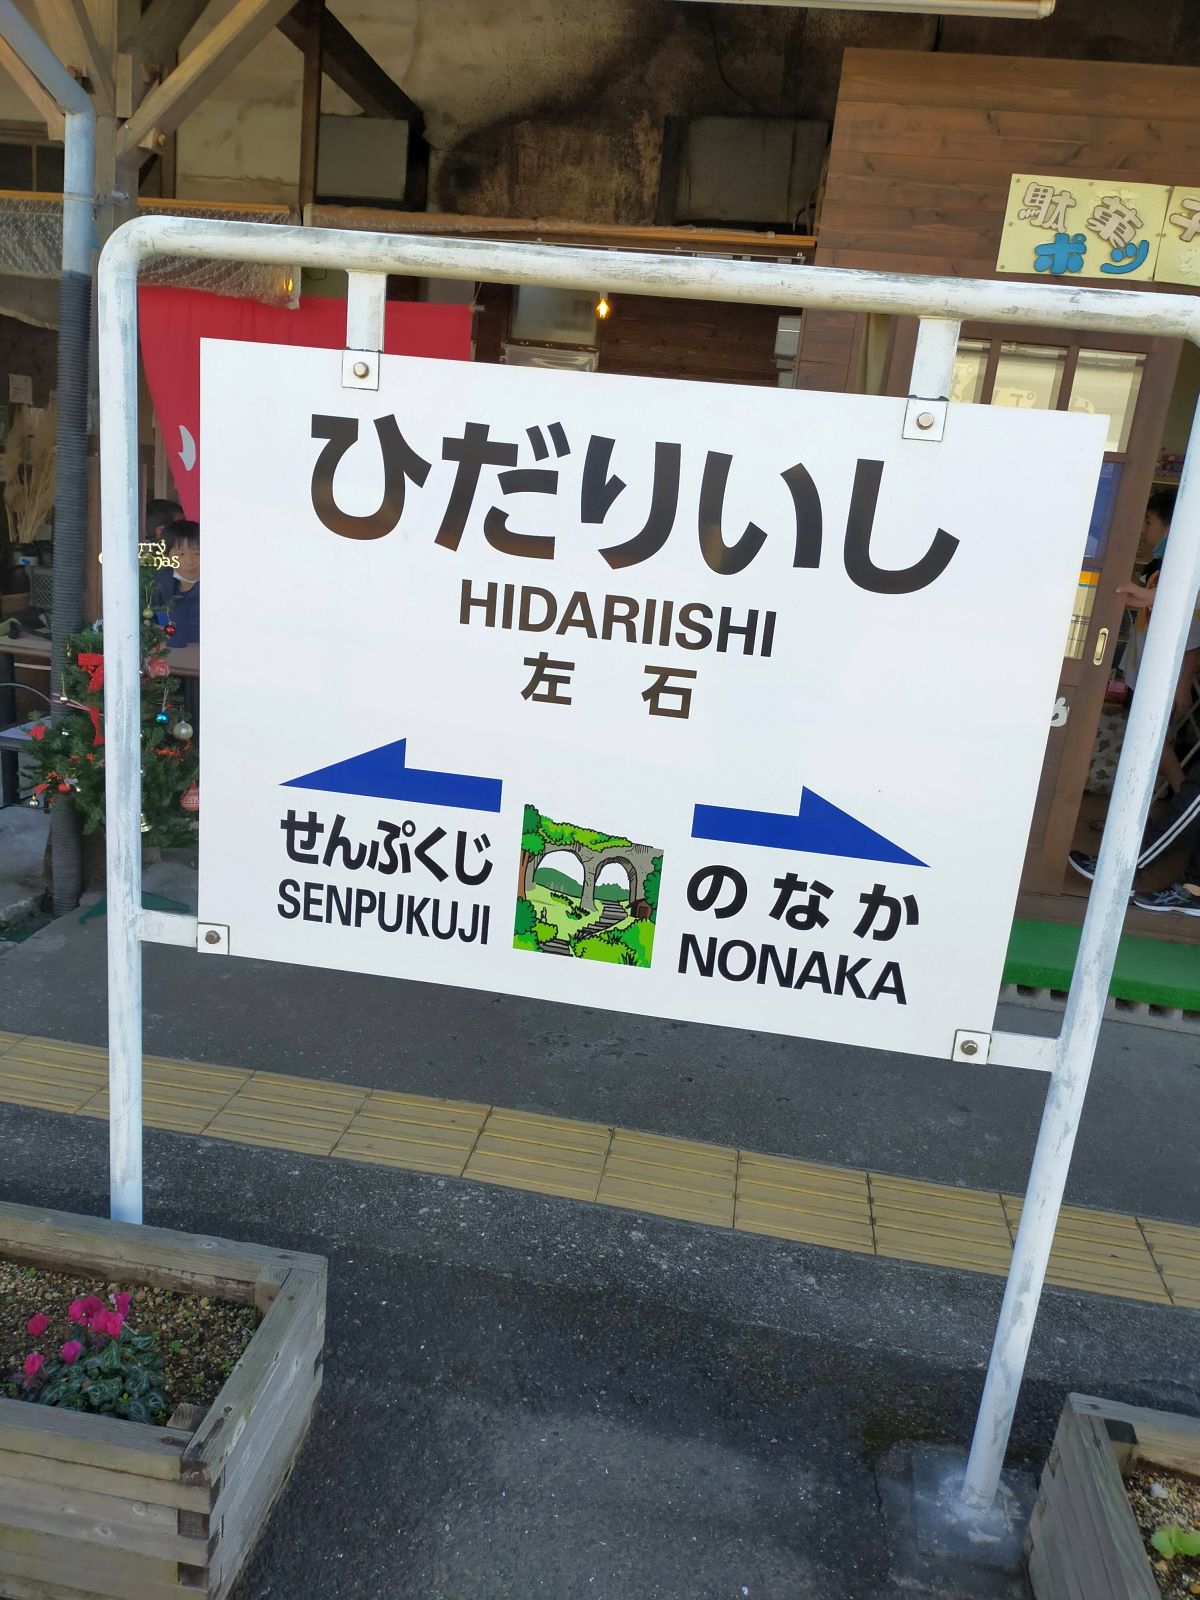 駄菓子
ポッ
ひだりいし
HIDARIISHI
左 石
せんぷくじ
SENPUKUJI
のなか
NONAKA